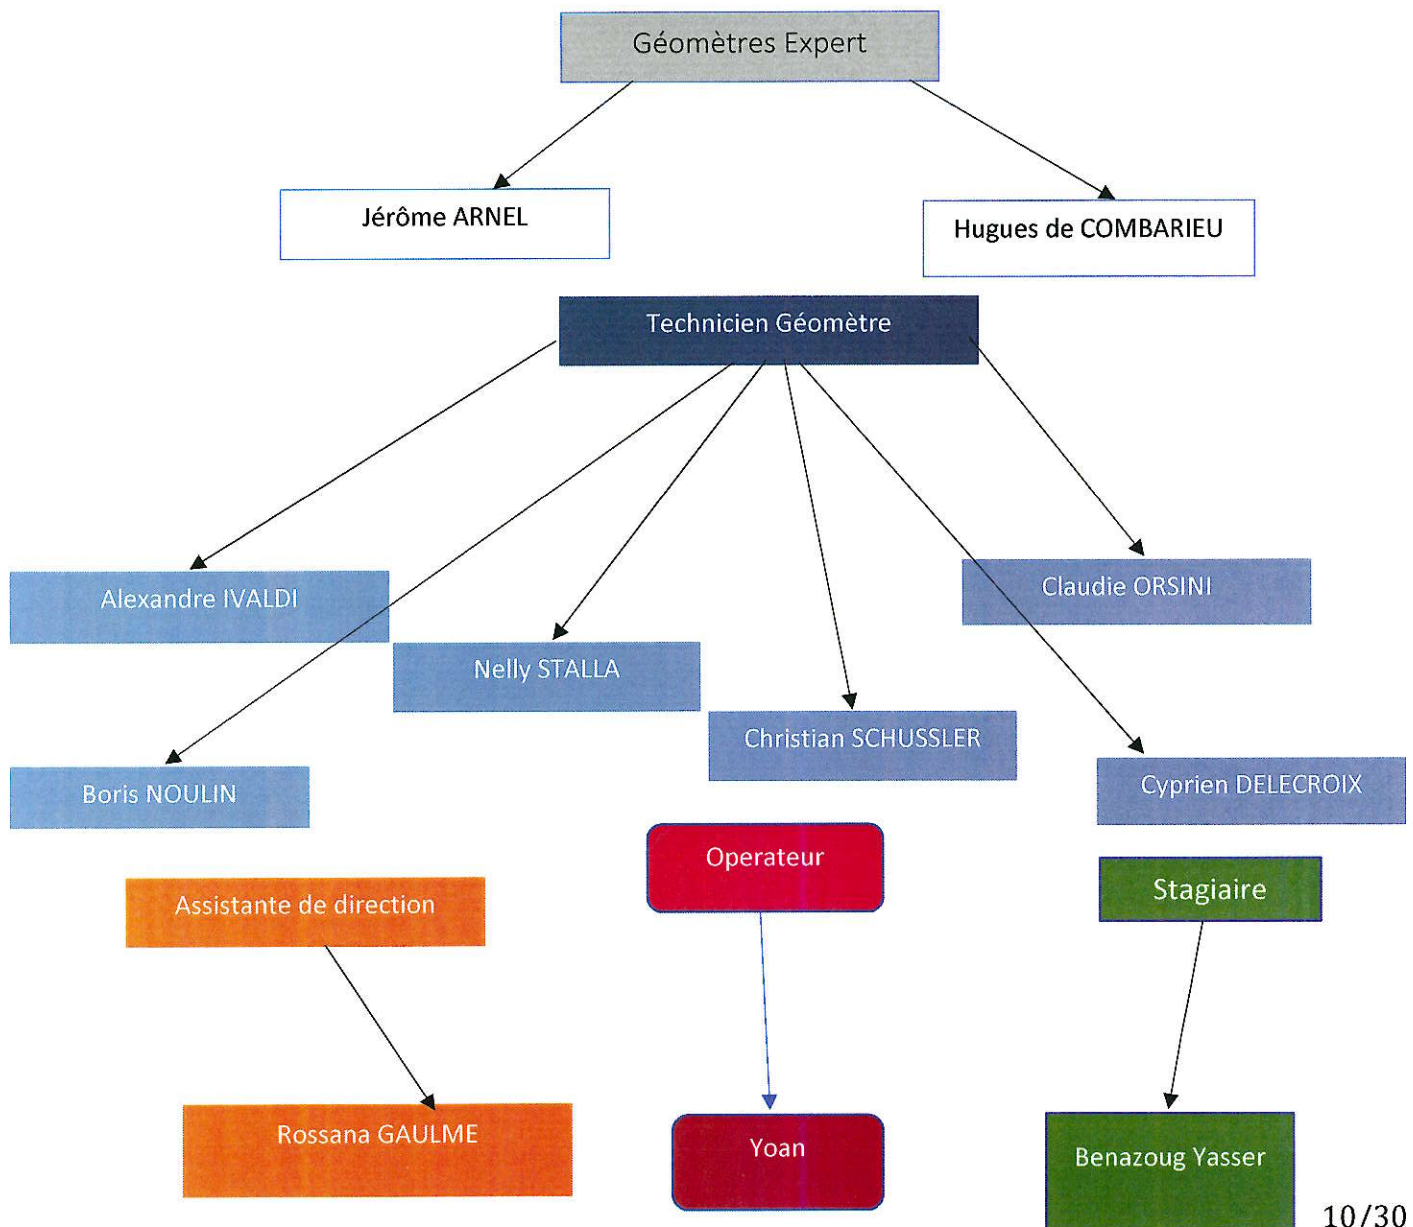 Géomètres Expert
Jérôme ARNEL
Hugues de COMBARIEU
Technicien Géomètre
Alexandre IVALDI
Claudie ORSINI
Nelly STALLA
Christian SCHUSSLER
Boris NOULIN
Cyprien DELECROIX
Operateur
Stagiaire
Assistante de direction
Rossana GAULME
Yoan
Benazoug Yasser
10/30